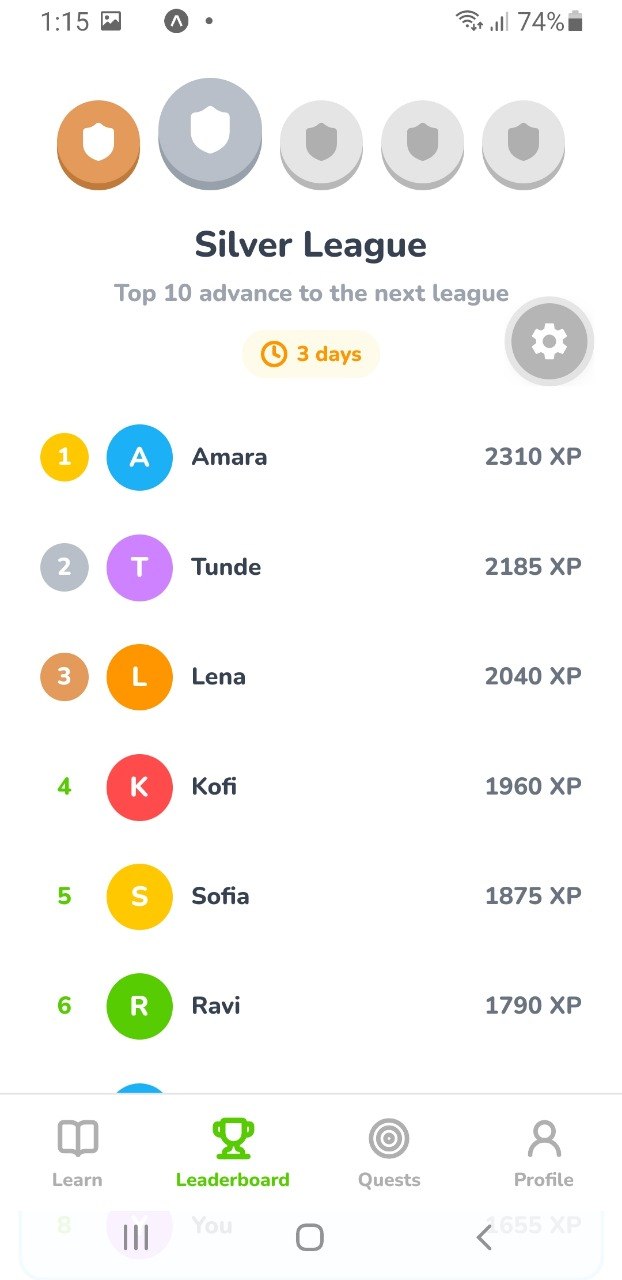 1:15
74%
Silver League
Top 10 advance to the next league
3 days
1 A Amara 2310 XP
2 T Tunde 2185 XP
3 L Lena 2040 XP
4 K Kofi 1960 XP
5 S Sofia 1875 XP
6 R Ravi 1790 XP
Learn Leaderboard Quests Profile
8 You 1655 XP